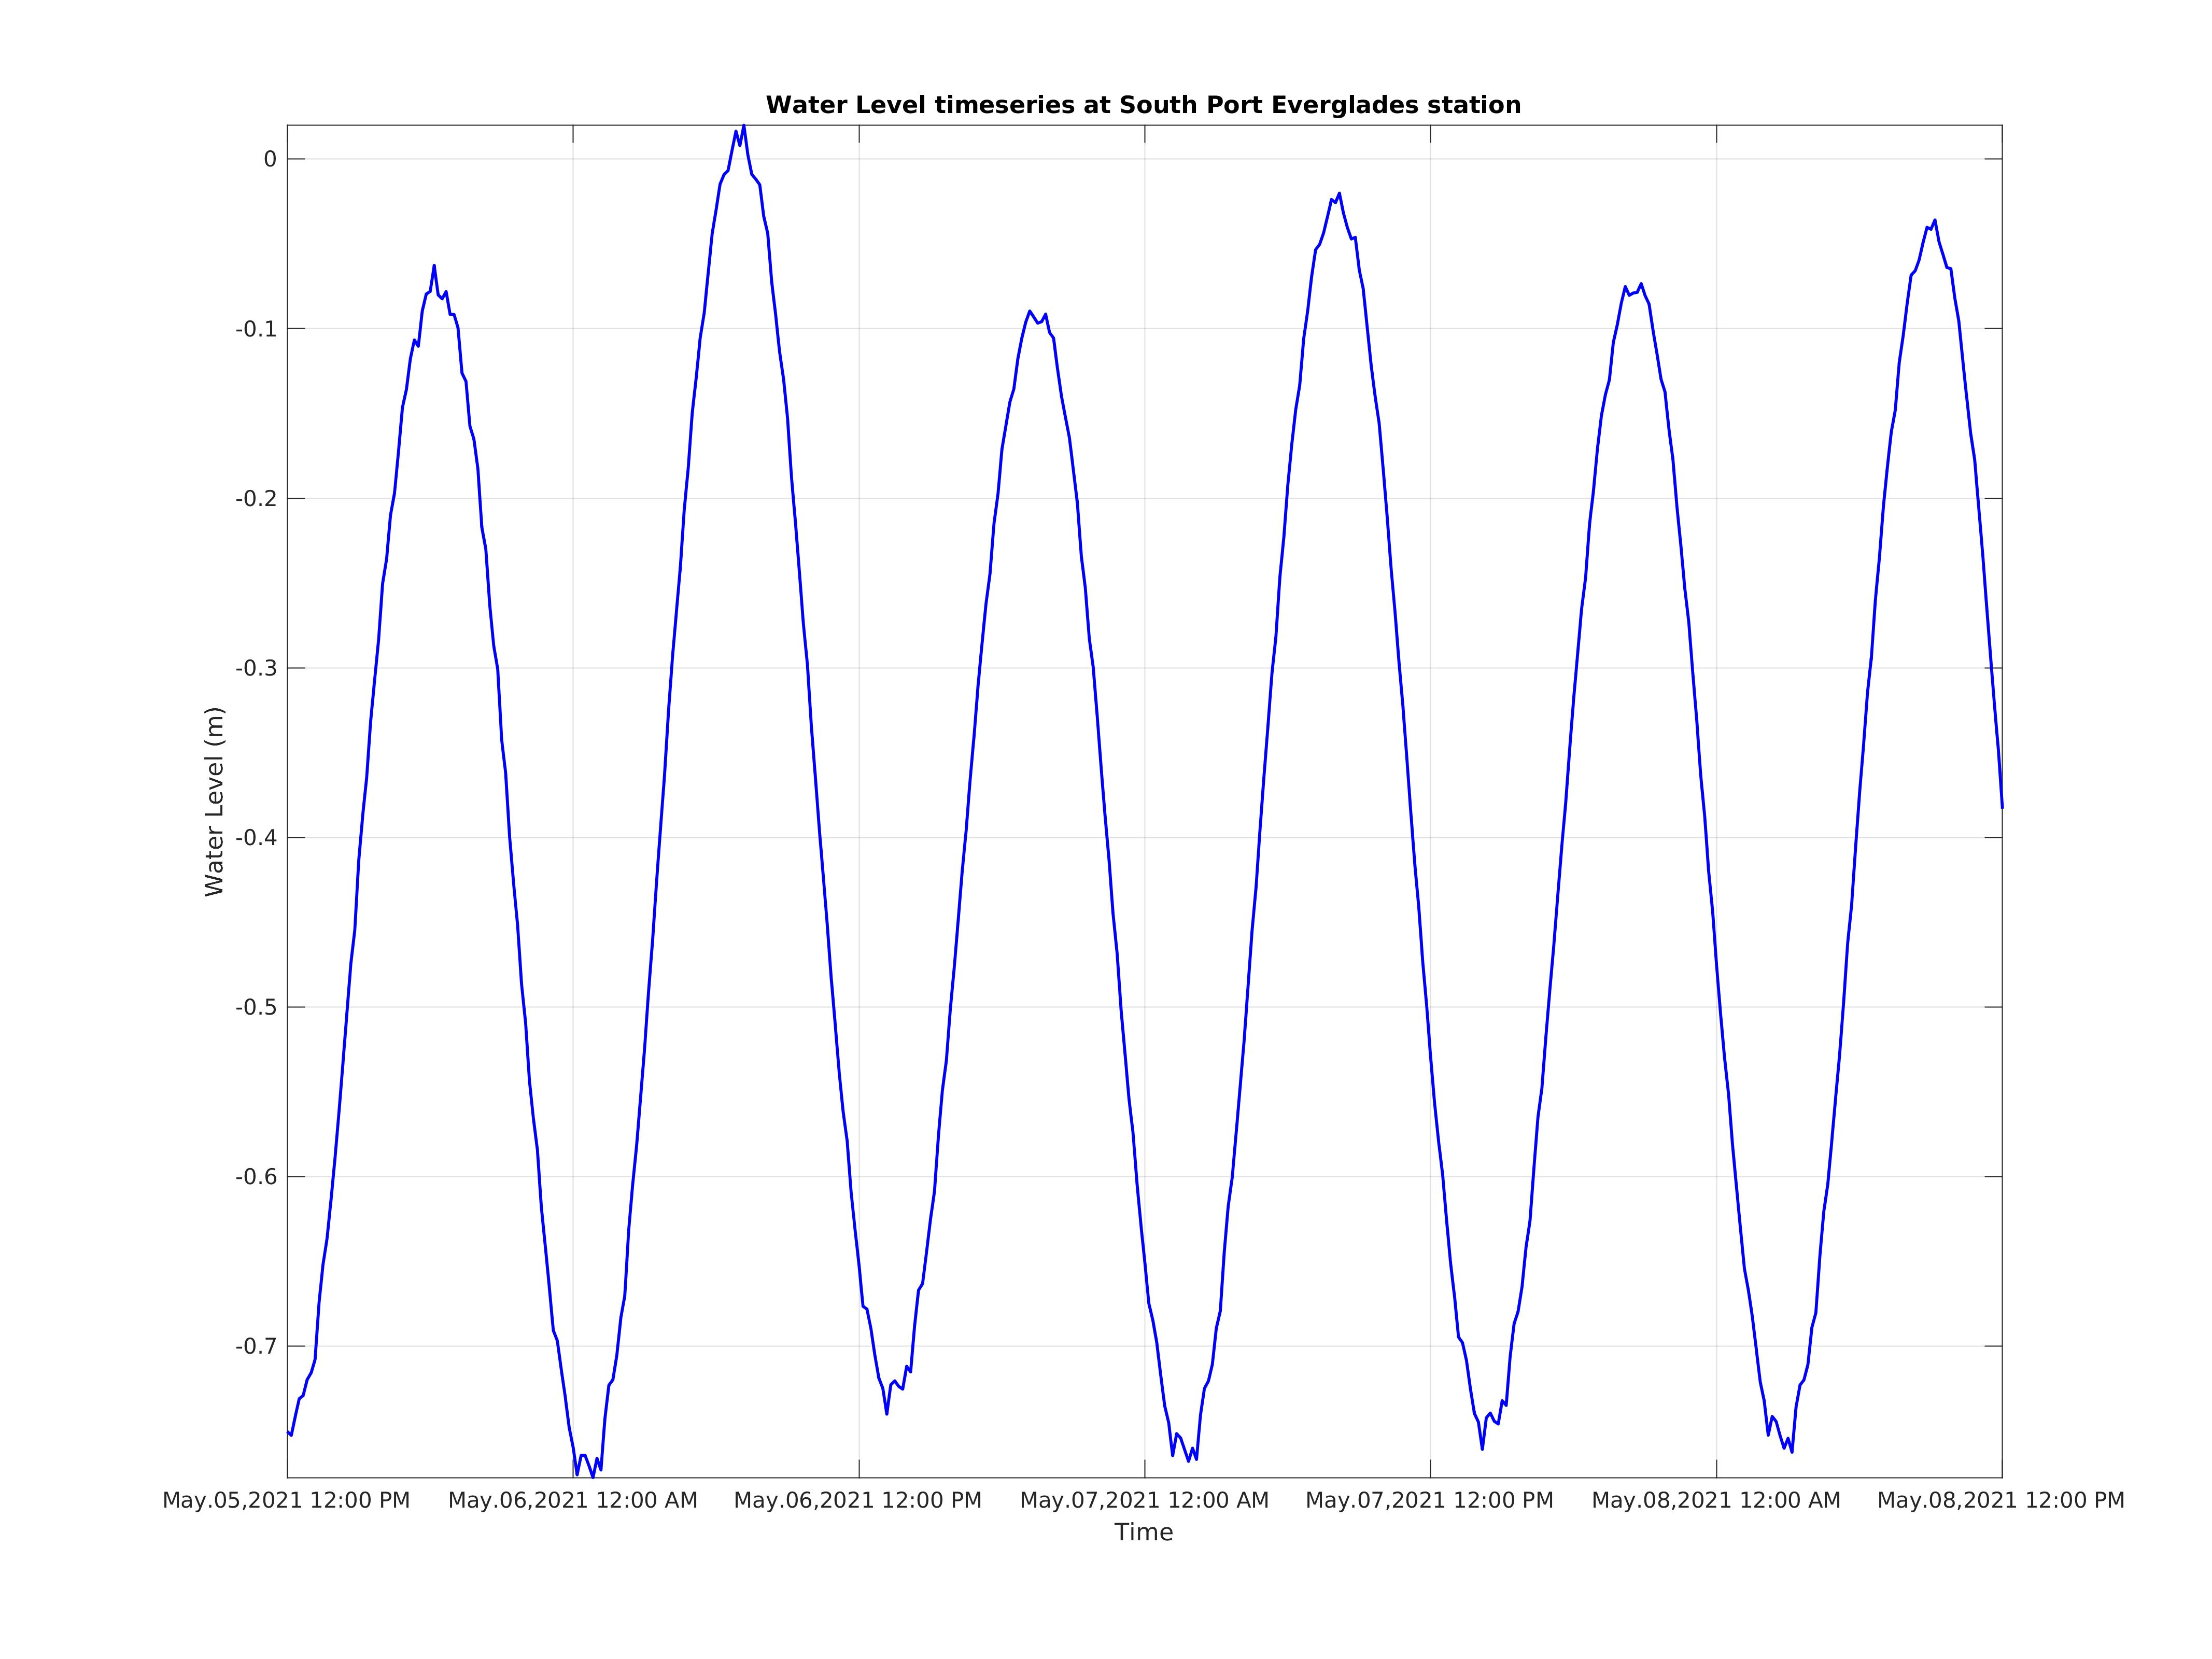 Water Level timeseries at South Port Everglades station
0
-0.1
-0.2
-0.3
-0.4
-0.5
-0.6
-0.7
Water Level (m)
May.05,2021 12:00 PM May.06,2021 12:00 AM May.06,2021 12:00 PM May.07,2021 12:00 AM May.07,2021 12:00 PM May.08,2021 12:00 AM May.08,2021 12:00 PM
Time